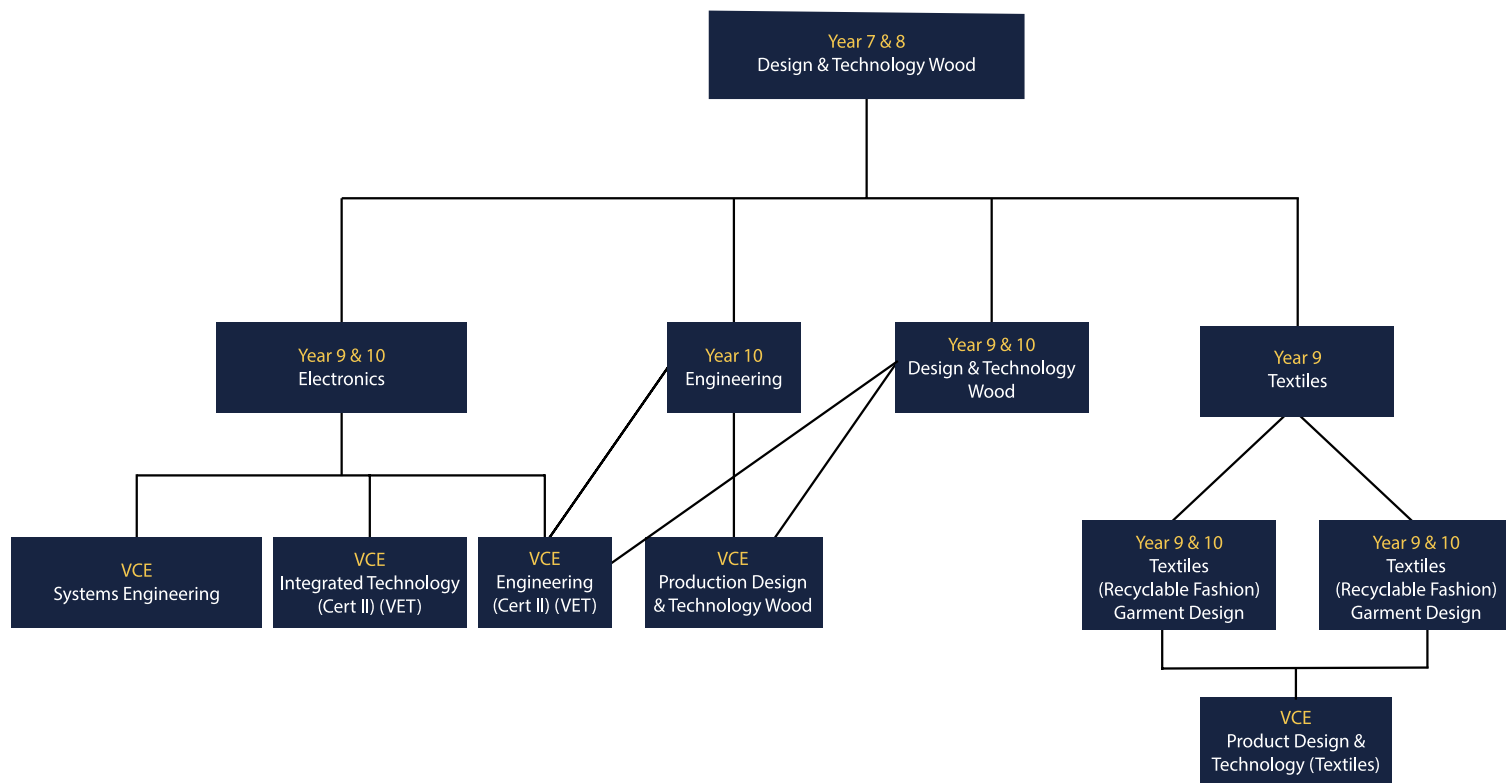 Year 7 & 8
Design & Technology Wood
Year 9 & 10
Electronics
Year 10
Engineering
Year 9 & 10
Design & Technology
Wood
Year 9
Textiles
VCE
Systems Engineering
VCE
Integrated Technology
(Cert II) (VET)
VCE
Engineering
(Cert II) (VET)
VCE
Production Design
& Technology Wood
Year 9 & 10
Textiles
(Recyclable Fashion)
Garment Design
Year 9 & 10
Textiles
(Recyclable Fashion)
Garment Design
VCE
Product Design &
Technology (Textiles)